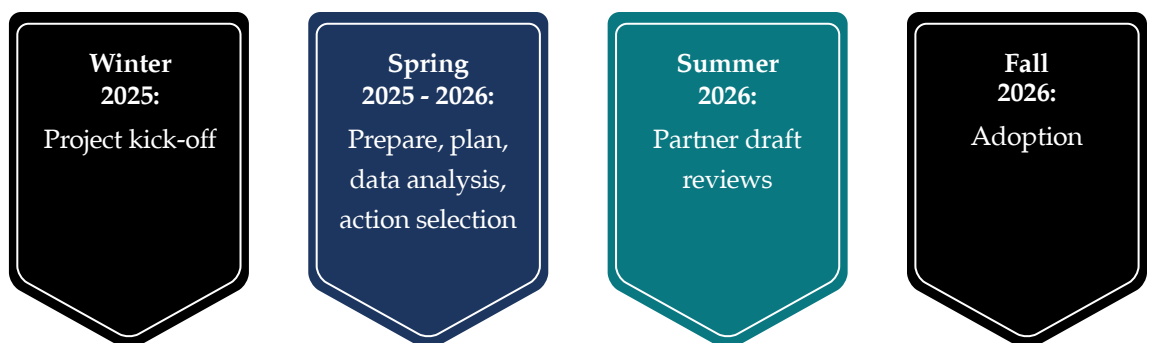 Winter
2025:
Project kick-off
Spring
2025 - 2026:
Prepare, plan,
data analysis,
action selection
Summer
2026:
Partner draft
reviews
Fall
2026:
Adoption